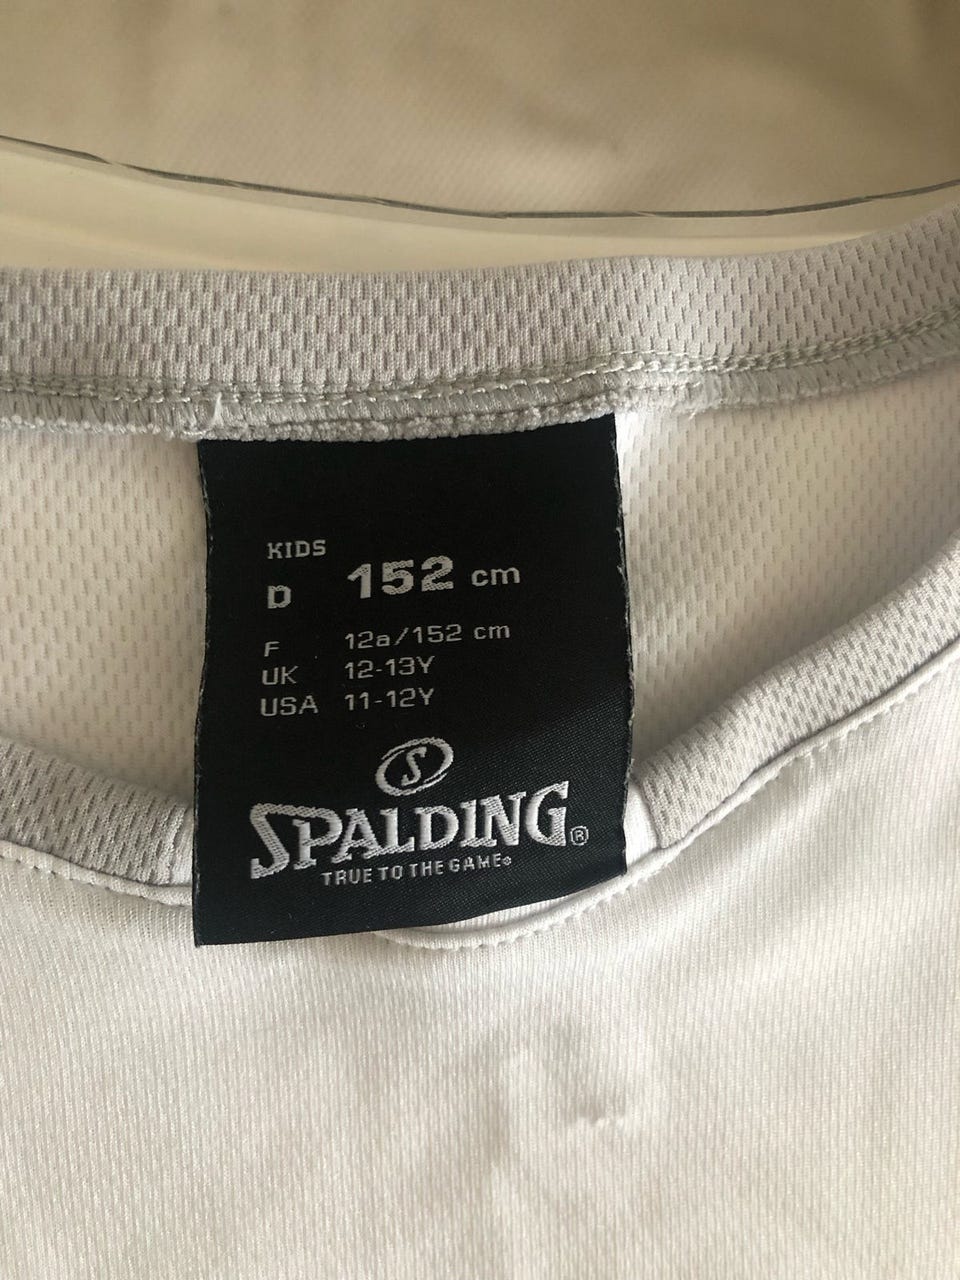 KIDS
D 152 cm
F 12a/152 cm
UK 12-13Y
USA 11-12Y
S
SPALDING®
TRUE TO THE GAME®